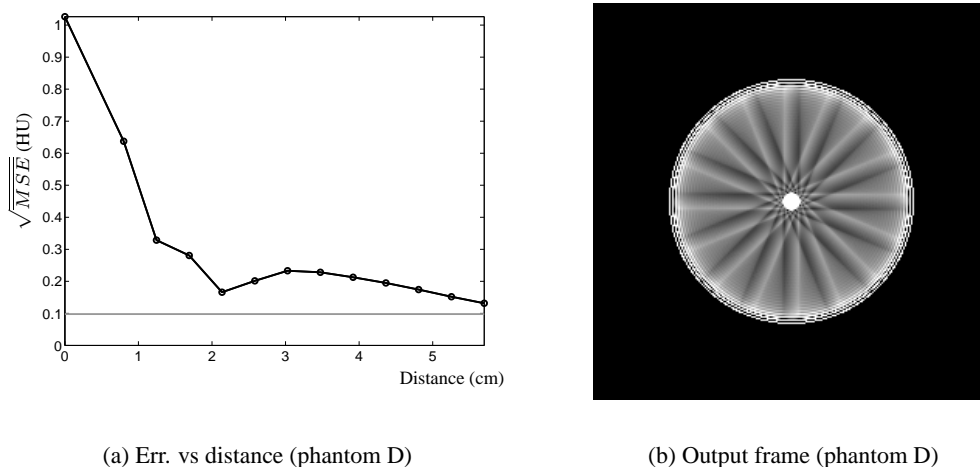 1
0.9
0.8
0.7
0.6
0.5
0.4
0.3
0.2
0.1
0
√MSE (HU)
0 1 2 3 4 5
Distance (cm)
(a) Err. vs distance (phantom D)
(b) Output frame (phantom D)